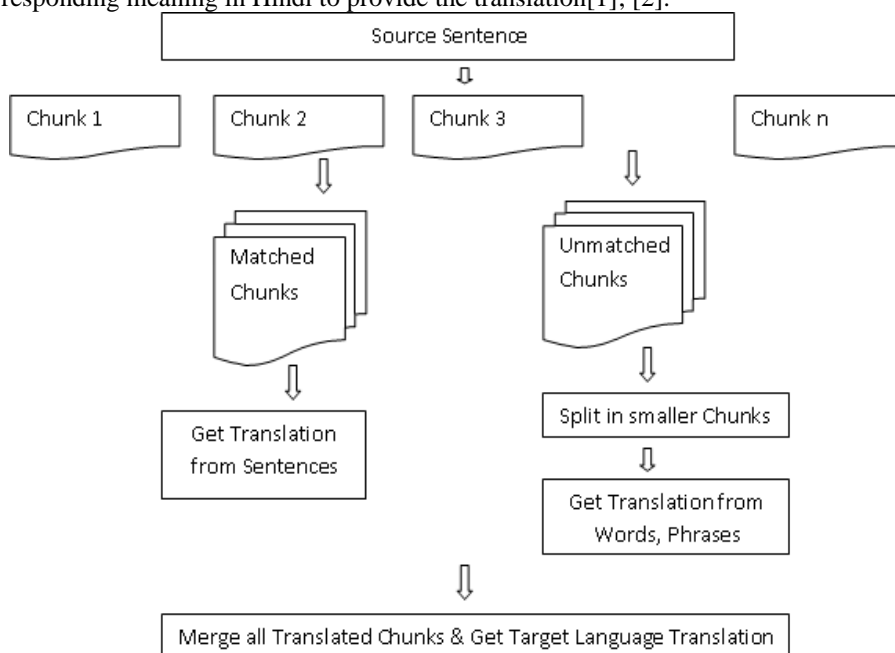 responding meaning in Hindi to provide the translation[1], [2].
Source Sentence
Chunk 1
Chunk 2
Chunk 3
Chunk n
Matched
Chunks
Unmatched
Chunks
Get Translation
from Sentences
Split in smaller Chunks
Get Translation from
Words, Phrases
Merge all Translated Chunks & Get Target Language Translation